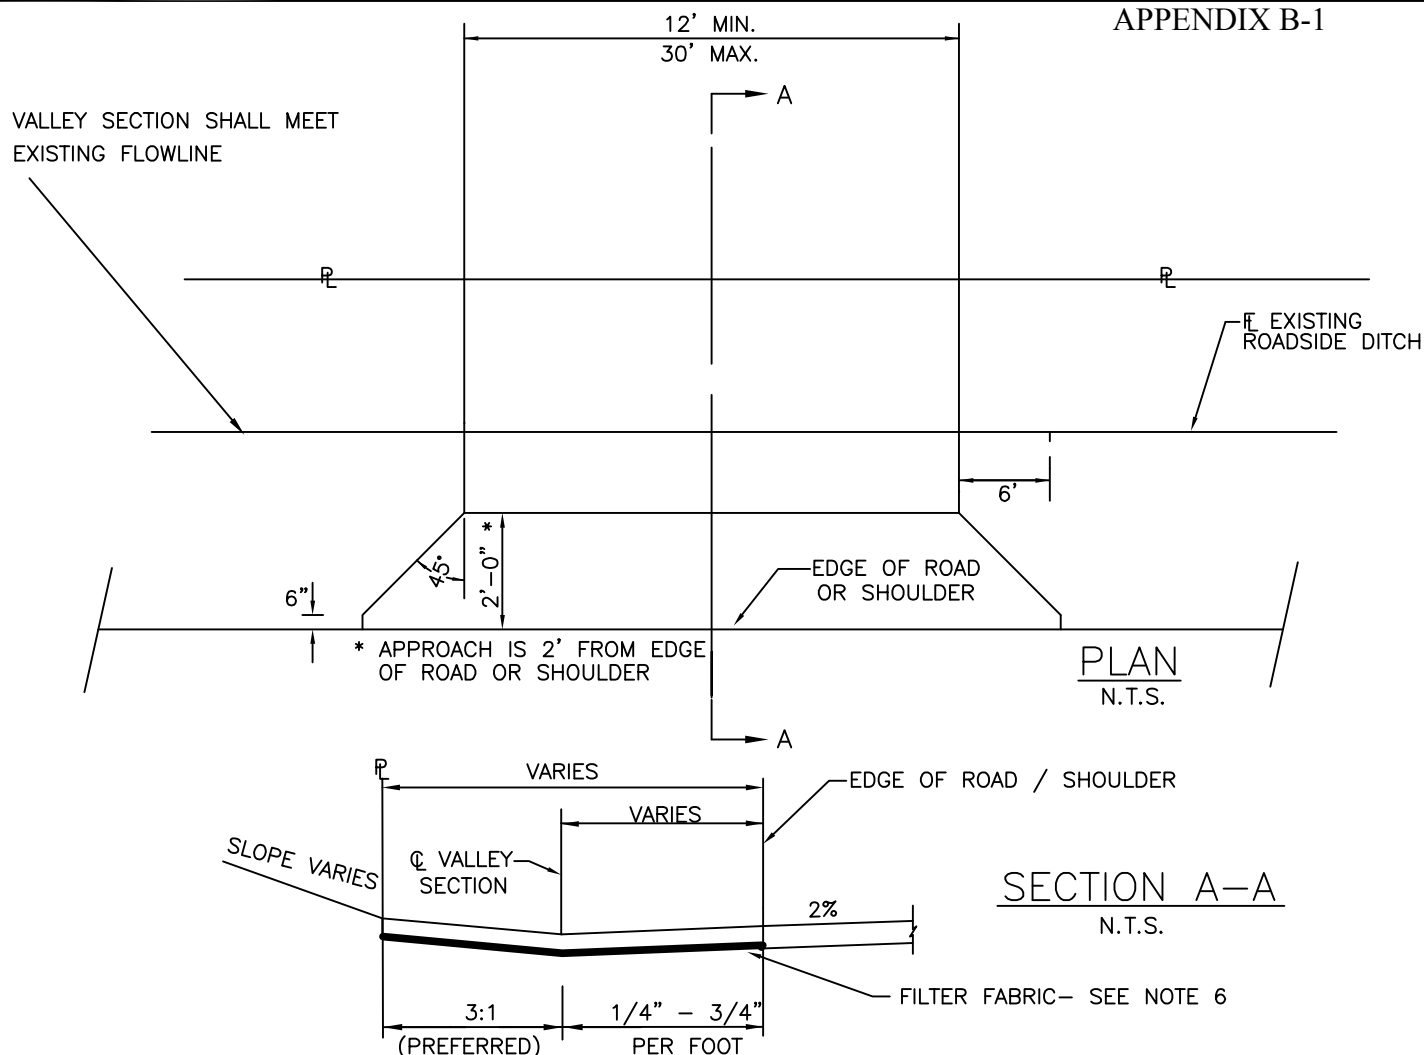 APPENDIX B-1
12' MIN.
30' MAX.
A
VALLEY SECTION SHALL MEET
EXISTING FLOWLINE
PL
PL
FL EXISTING
ROADSIDE DITCH
6'
45°
2'-0" *
6"
EDGE OF ROAD
OR SHOULDER
* APPROACH IS 2' FROM EDGE
OF ROAD OR SHOULDER
PLAN
N.T.S.
A
PL
VARIES
EDGE OF ROAD / SHOULDER
VARIES
SLOPE VARIES
CL VALLEY
SECTION
2%
SECTION A-A
N.T.S.
FILTER FABRIC- SEE NOTE 6
3:1
(PREFERRED)
1/4" - 3/4"
PER FOOT